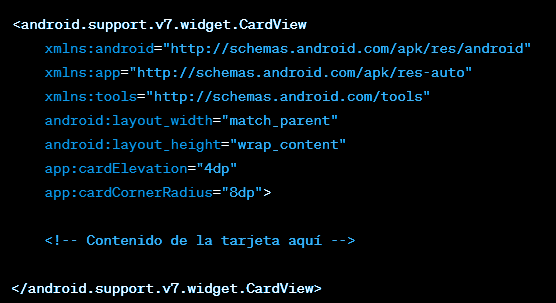 <android.support.v7.widget.CardView
xmlns:android="http://schemas.android.com/apk/res/android"
xmlns:app="http://schemas.android.com/apk/res-auto"
xmlns:tools="http://schemas.android.com/tools"
android:layout_width="match_parent"
android:layout_height="wrap_content"
app:cardElevation="4dp"
app:cardCornerRadius="8dp">
<!-- Contenido de la tarjeta aquí -->
</android.support.v7.widget.CardView>